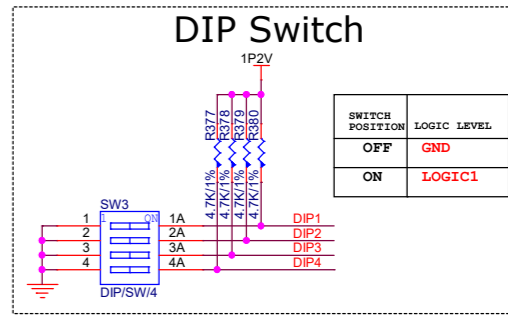 DIP Switch
1P2V
R377
R378
R379
R380
4.7K/1%
4.7K/1%
4.7K/1%
4.7K/1%
SWITCH POSITION LOGIC LEVEL
OFF GND
ON LOGIC1
SW3
1 1 ON 1A DIP1
2 2A DIP2
3 3A DIP3
4 4A DIP4
DIP/SW/4